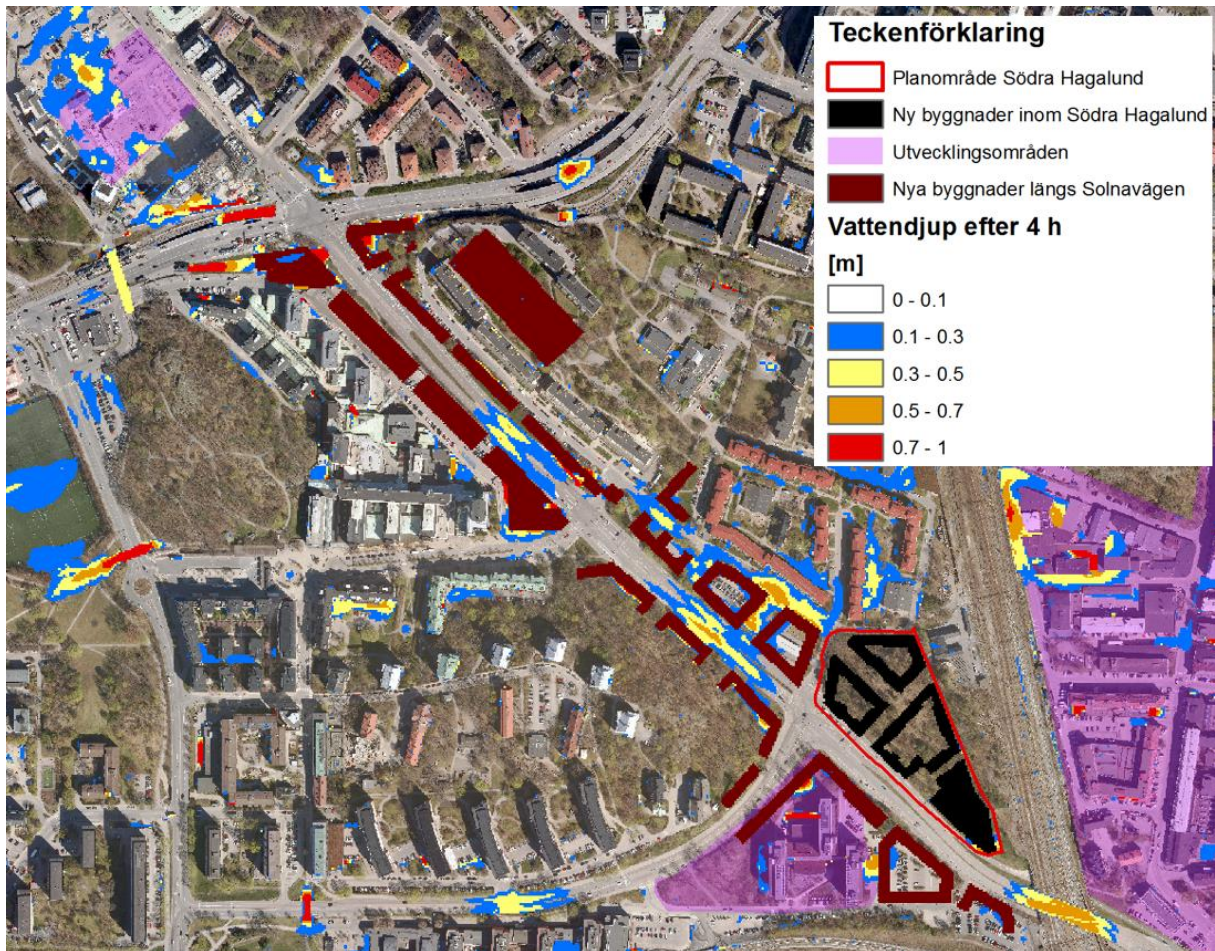 Teckenförklaring
Planområde Södra Hagalund
Ny byggnader inom Södra Hagalund
Utvecklingsområden
Nya byggnader längs Solnavägen
Vattendjup efter 4 h
[m]
0 - 0.1
0.1 - 0.3
0.3 - 0.5
0.5 - 0.7
0.7 - 1